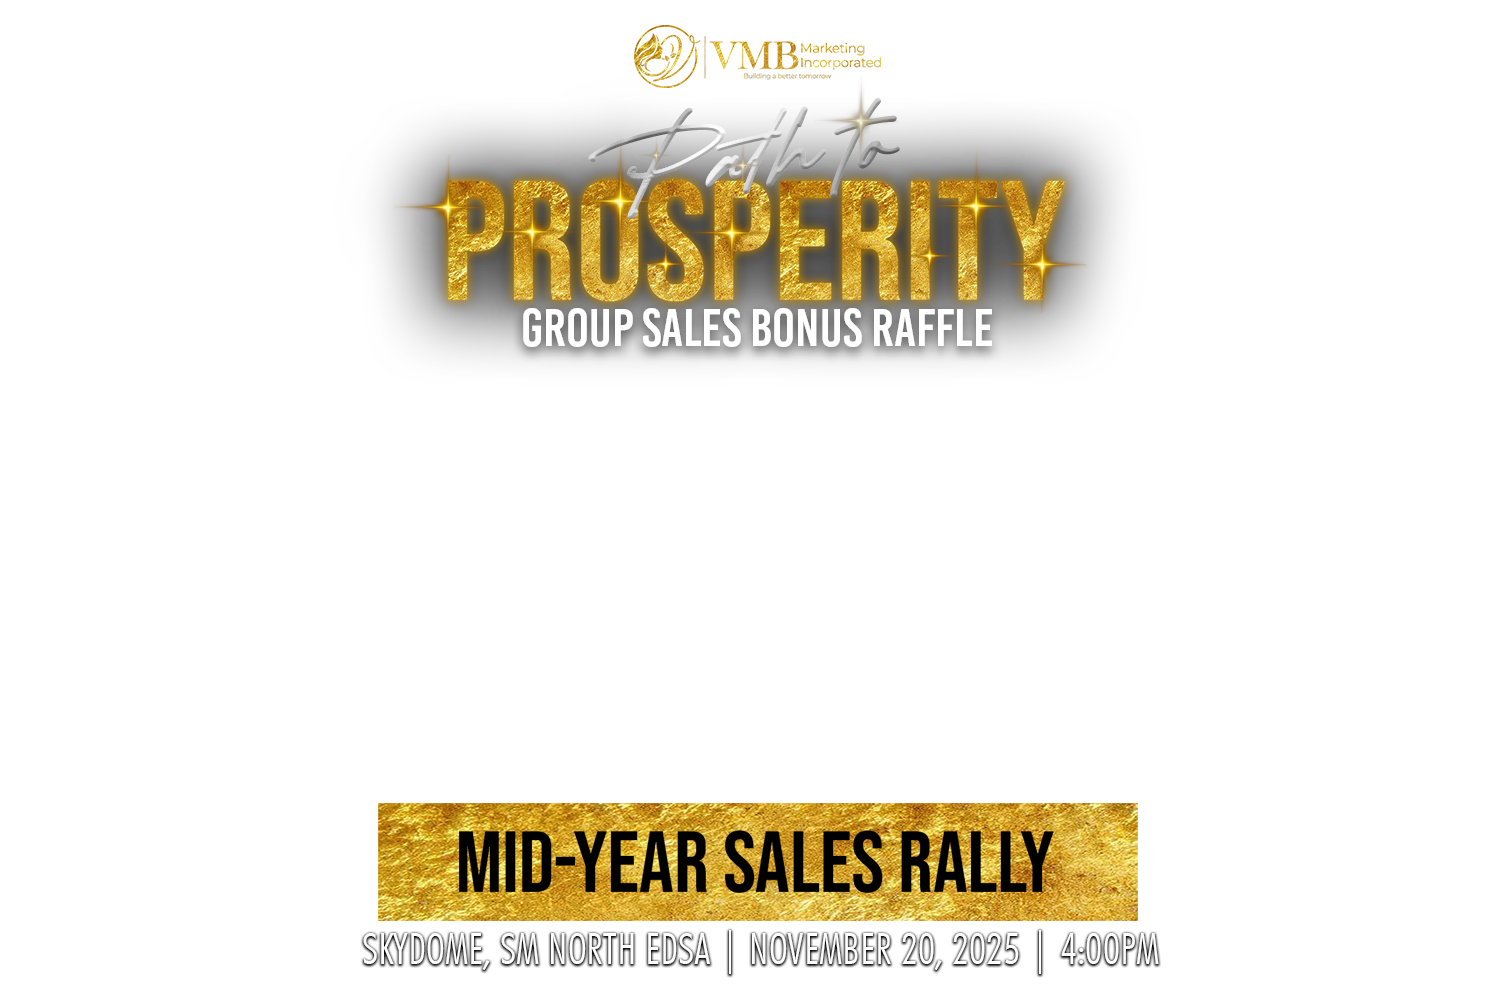 VMB Marketing Incorporated
Building a better tomorrow
Path to
PROSPERITY
GROUP SALES BONUS RAFFLE
MID-YEAR SALES RALLY
SKYDOME, SM NORTH EDSA | NOVEMBER 20, 2025 | 4:00PM